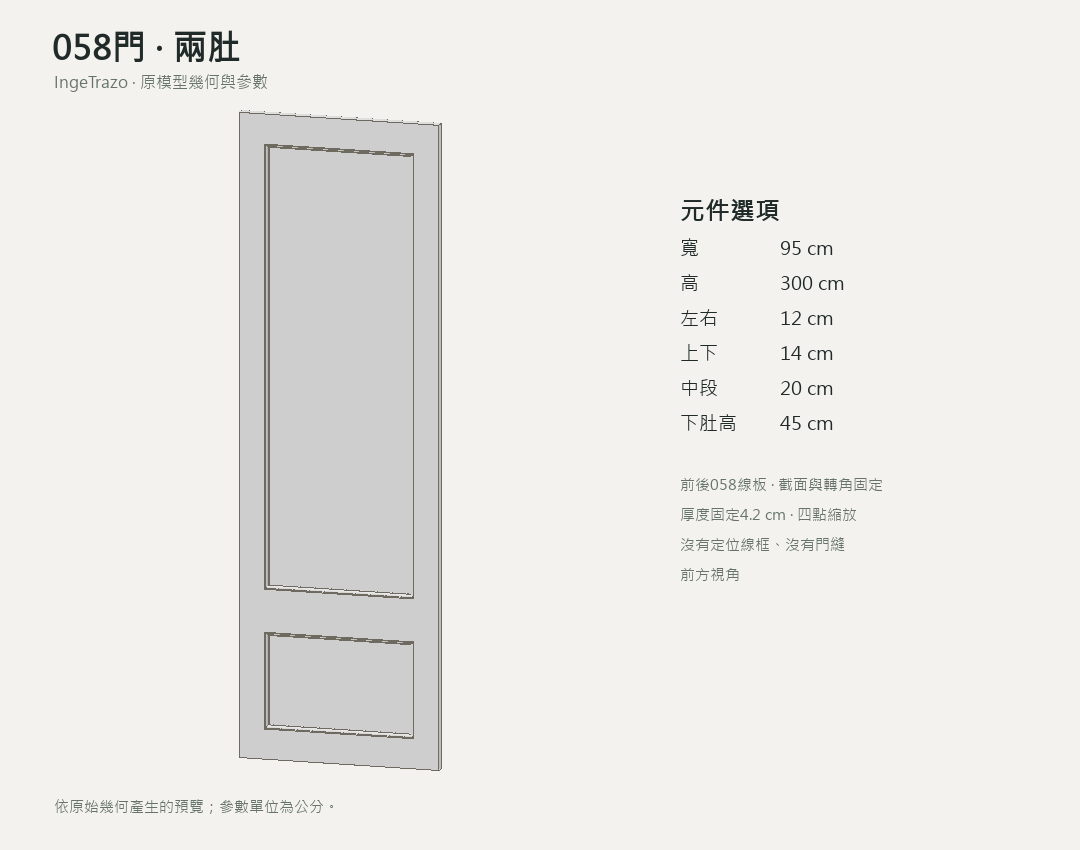 058門 · 兩肚
IngeTrazo · 原模型幾何與參數
元件選項
寬 95 cm
高 300 cm
左右 12 cm
上下 14 cm
中段 20 cm
下肚高 45 cm
前後058線板 · 截面與轉角固定
厚度固定4.2 cm · 四點縮放
沒有定位線框、沒有門縫
前方視角
依原始幾何產生的預覽；參數單位為公分。